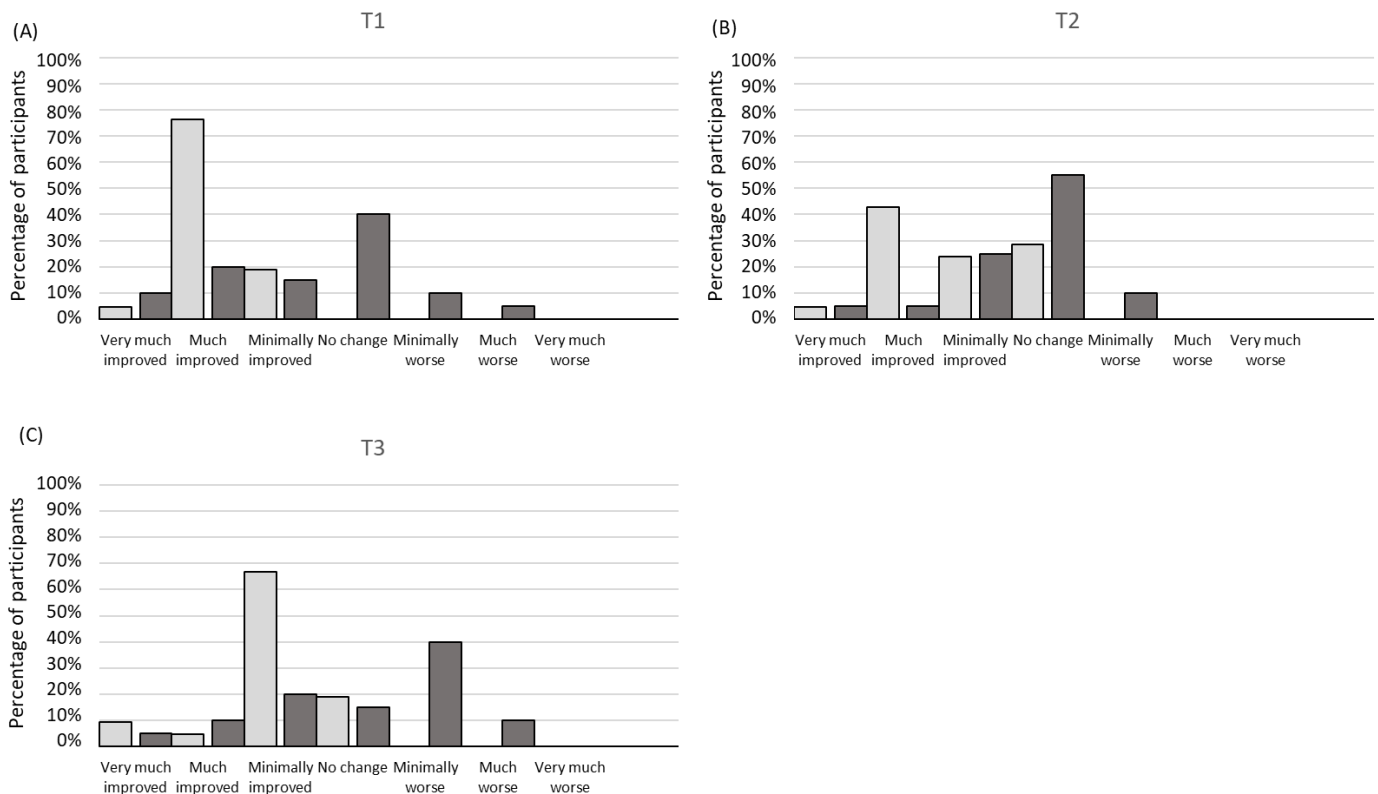 (A)
T1
Percentage of participants
100%
90%
80%
70%
60%
50%
40%
30%
20%
10%
0%
Very much improved
Much improved
Minimally improved
No change
Minimally worse
Much worse
Very much worse
(B)
T2
Percentage of participants
100%
90%
80%
70%
60%
50%
40%
30%
20%
10%
0%
Very much improved
Much improved
Minimally improved
No change
Minimally worse
Much worse
Very much worse
(C)
T3
Percentage of participants
100%
90%
80%
70%
60%
50%
40%
30%
20%
10%
0%
Very much improved
Much improved
Minimally improved
No change
Minimally worse
Much worse
Very much worse